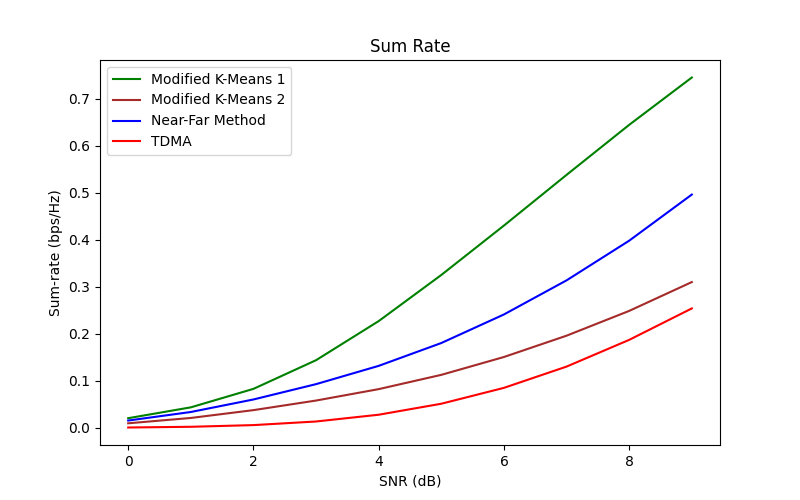 Sum Rate
Modified K-Means 1
Modified K-Means 2
Near-Far Method
TDMA
0.7
0.6
0.5
0.4
0.3
0.2
0.1
0.0
Sum-rate (bps/Hz)
0 2 4 6 8
SNR (dB)